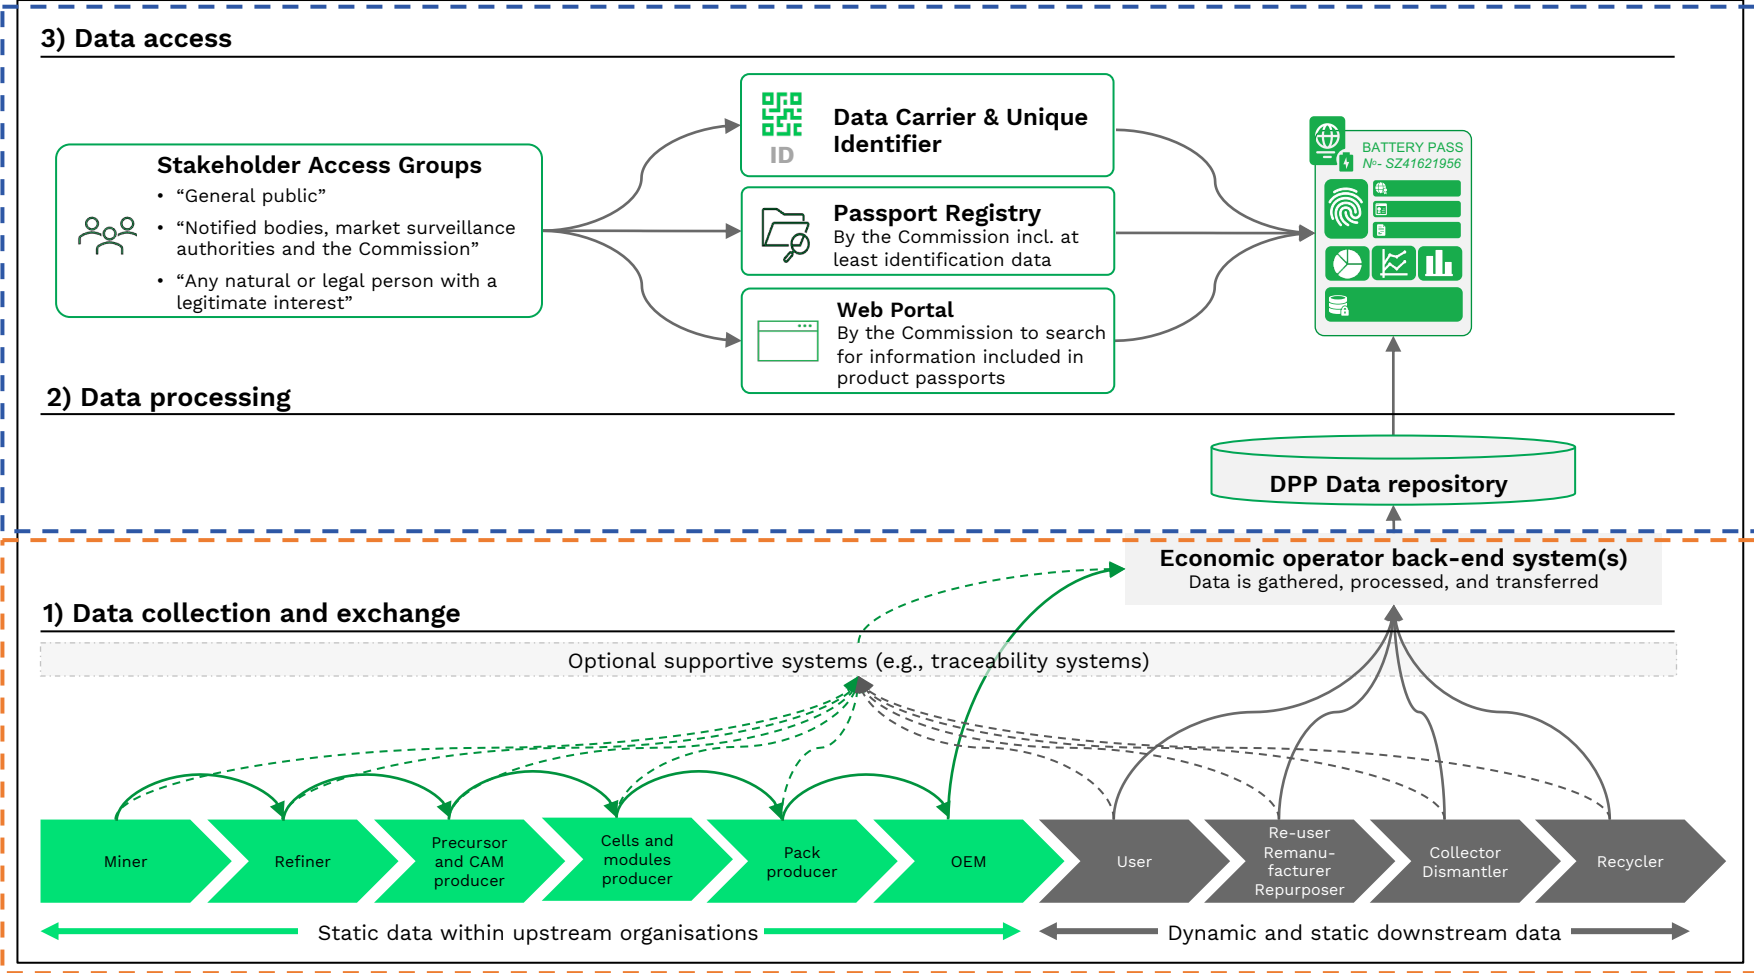 3) Data access
Stakeholder Access Groups
• “General public”
• “Notified bodies, market surveillance
authorities and the Commission”
• “Any natural or legal person with a
legitimate interest”
ID
Data Carrier & Unique
Identifier
Passport Registry
By the Commission incl. at
least identification data
Web Portal
By the Commission to search
for information included in
product passports
BATTERY PASS
Nº- SZ41621956
2) Data processing
DPP Data repository
Economic operator back-end system(s)
Data is gathered, processed, and transferred
1) Data collection and exchange
Optional supportive systems (e.g., traceability systems)
Miner
Refiner
Precursor
and CAM
producer
Cells and
modules
producer
Pack
producer
OEM
User
Re-user
Remanu-
facturer
Repurposer
Collector
Dismantler
Recycler
Static data within upstream organisations
Dynamic and static downstream data